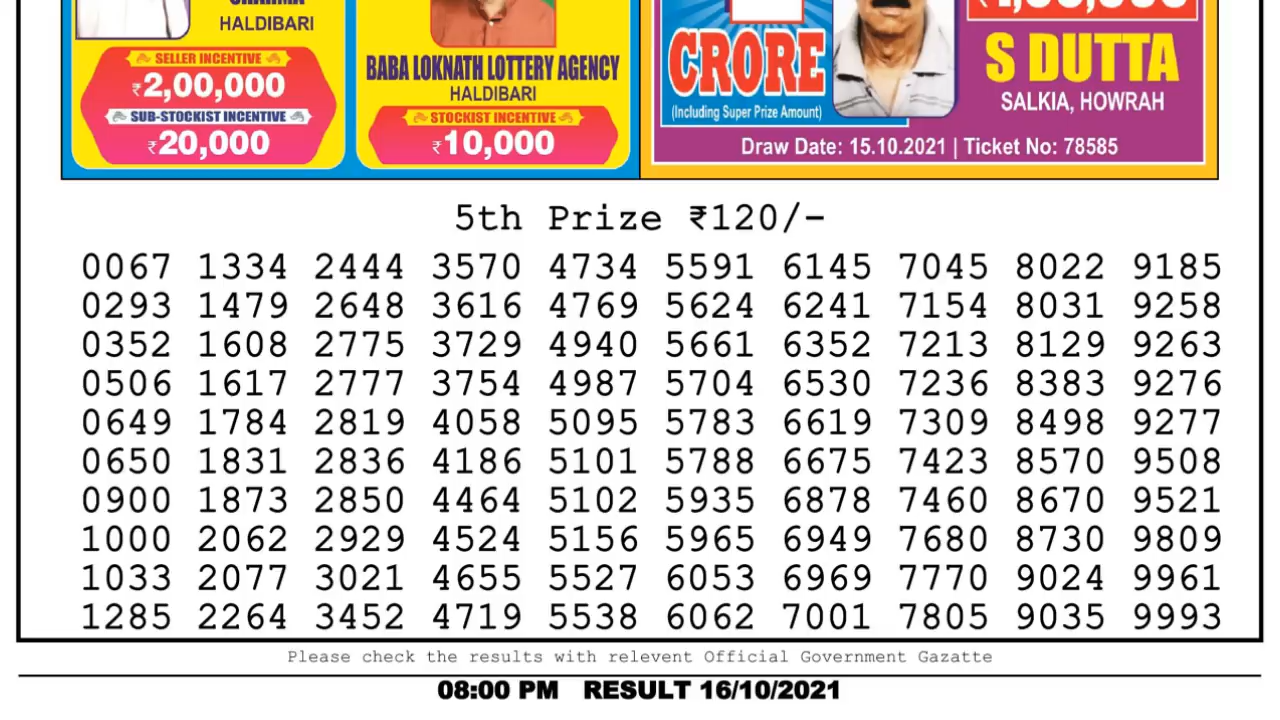 HALDIBARI
SELLER INCENTIVE
₹2,00,000
SUB-STOCKIST INCENTIVE
₹20,000
BABA LOKNATH LOTTERY AGENCY
HALDIBARI
STOCKIST INCENTIVE
₹10,000
CRORE
(Including Super Prize Amount)
S DUTTA
SALKIA, HOWRAH
Draw Date: 15.10.2021 | Ticket No: 78585
5th Prize ₹120/-
0067 1334 2444 3570 4734 5591 6145 7045 8022 9185
0293 1479 2648 3616 4769 5624 6241 7154 8031 9258
0352 1608 2775 3729 4940 5661 6352 7213 8129 9263
0506 1617 2777 3754 4987 5704 6530 7236 8383 9276
0649 1784 2819 4058 5095 5783 6619 7309 8498 9277
0650 1831 2836 4186 5101 5788 6675 7423 8570 9508
0900 1873 2850 4464 5102 5935 6878 7460 8670 9521
1000 2062 2929 4524 5156 5965 6949 7680 8730 9809
1033 2077 3021 4655 5527 6053 6969 7770 9024 9961
1285 2264 3452 4719 5538 6062 7001 7805 9035 9993
Please check the results with relevent Official Government Gazatte
08:00 PM RESULT 16/10/2021